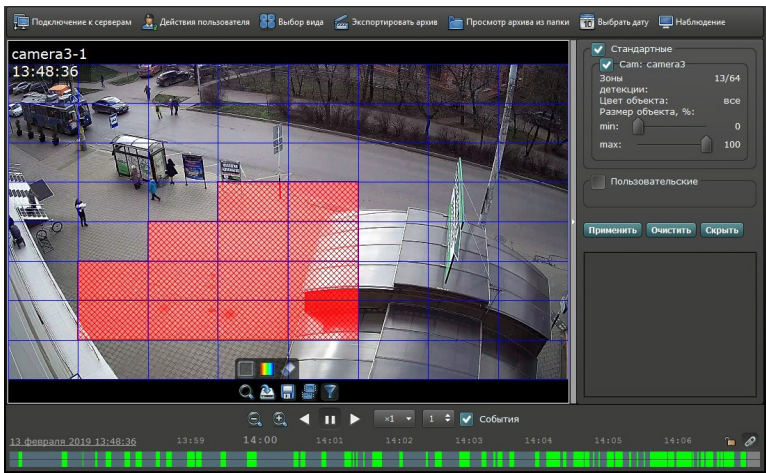 Подключение к серверам Действия пользователя Выбор вида Экспортировать архив Просмотр архива из папки 10 Выбрать дату Наблюдение
camera3-1
13:48:36
Стандартные
Cam: camera3
Зоны детекции: 13/64
Цвет объекта: все
Размер объекта, %:
min: 0
max: 100
Пользовательские
Применить Очистить Скрыть
×1 1 События
13 февраля 2019 13:48:36 13:59 14:00 14:01 14:02 14:03 14:04 14:05 14:06